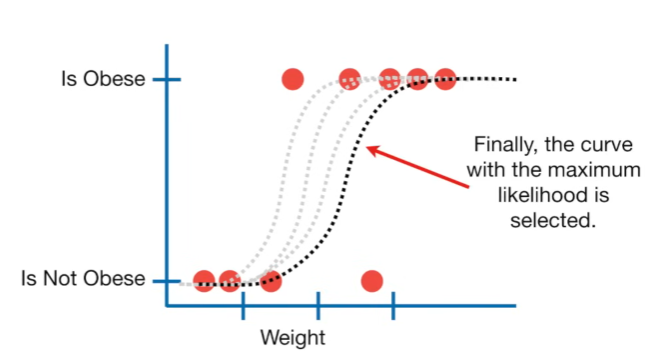 Is Obese
Finally, the curve
with the maximum
likelihood is
selected.
Is Not Obese
Weight